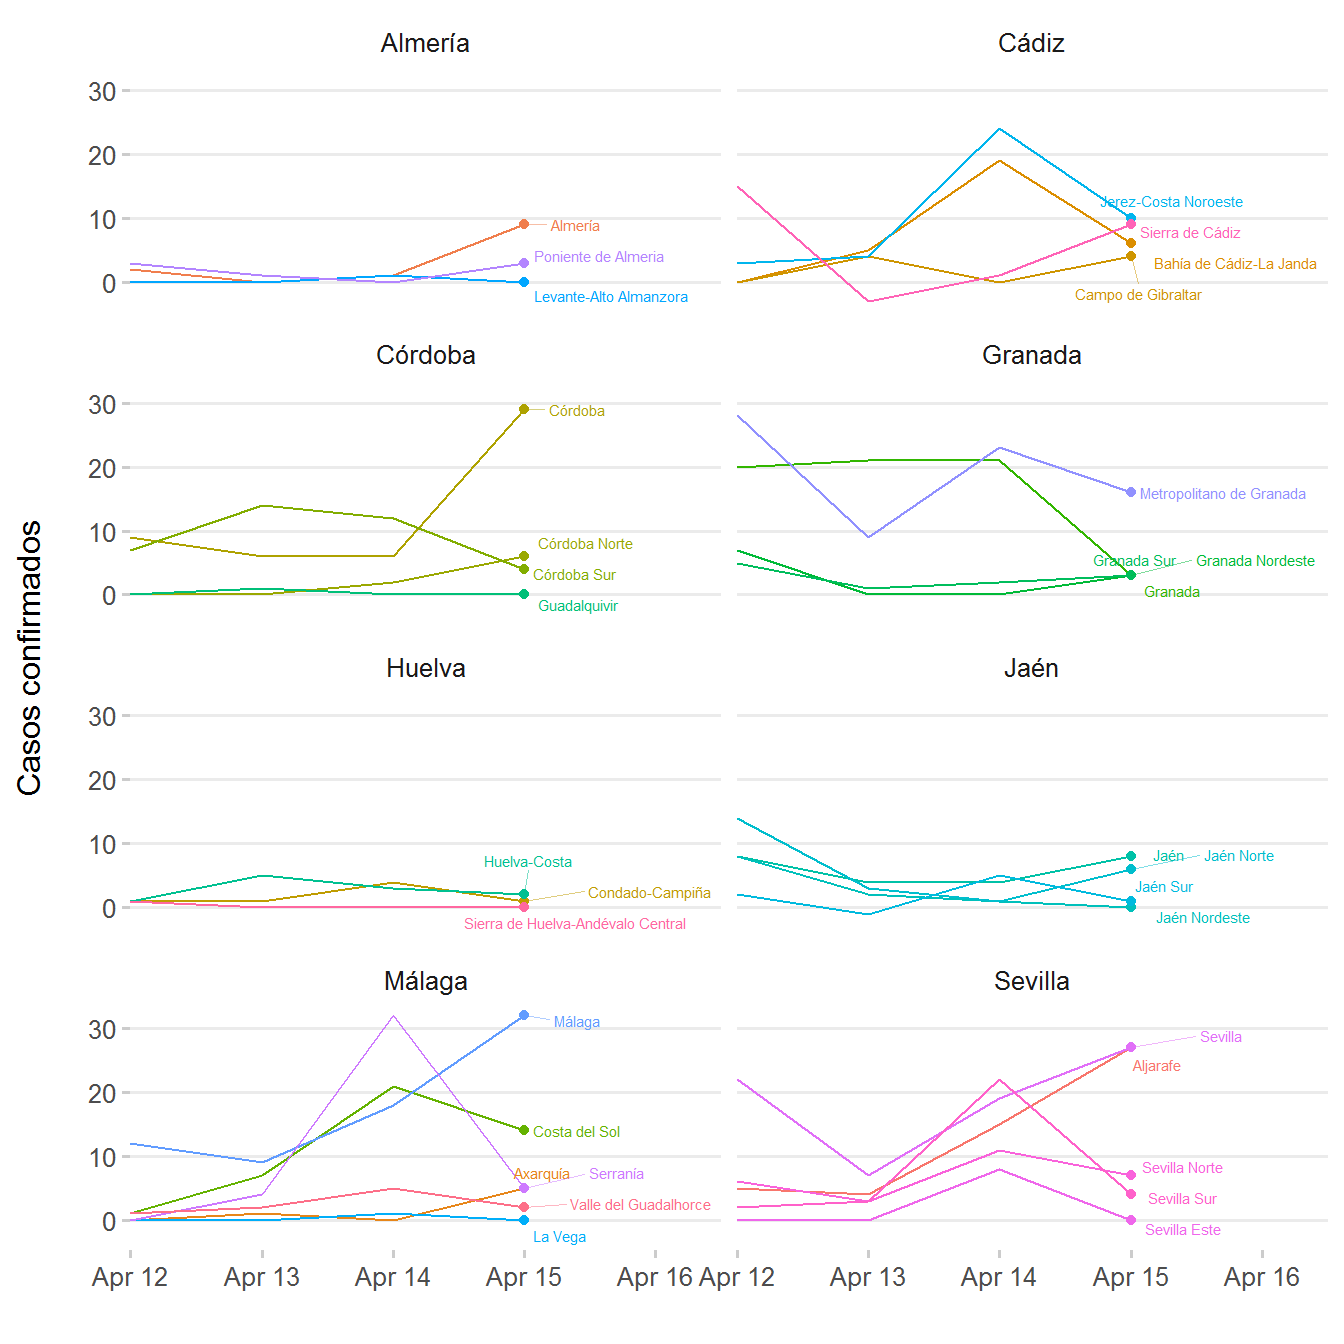 Almería
Cádiz
30
20
10
0
Almería
Poniente de Almeria
Levante-Alto Almanzora
Jerez-Costa Noroeste
Sierra de Cádiz
Bahía de Cádiz-La Janda
Campo de Gibraltar
Córdoba
Granada
30
20
10
0
Córdoba
Córdoba Norte
Córdoba Sur
Guadalquivir
Metropolitano de Granada
Granada Sur
Granada Nordeste
Granada
Casos confirmados
Huelva
Jaén
30
20
10
0
Huelva-Costa
Condado-Campiña
Sierra de Huelva-Andévalo Central
Jaén
Jaén Norte
Jaén Sur
Jaén Nordeste
Málaga
Sevilla
30
20
10
0
Málaga
Costa del Sol
Axarquía
Serranía
Valle del Guadalhorce
La Vega
Sevilla
Aljarafe
Sevilla Norte
Sevilla Sur
Sevilla Este
Apr 12
Apr 13
Apr 14
Apr 15
Apr 16
Apr 12
Apr 13
Apr 14
Apr 15
Apr 16